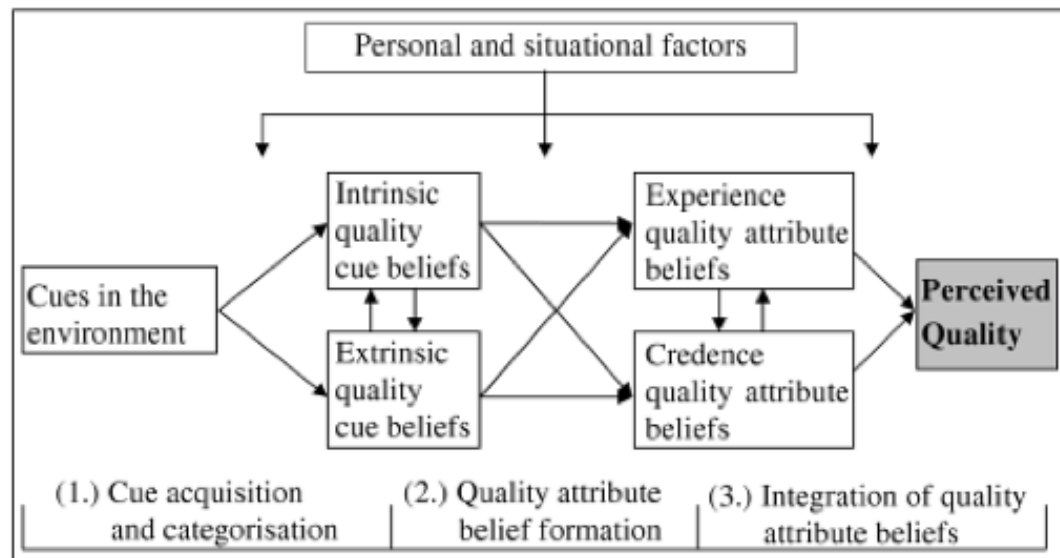 Personal and situational factors
Intrinsic
quality
cue beliefs
Experience
quality attribute
beliefs
Cues in the
environment
Perceived
Quality
Extrinsic
quality
cue beliefs
Credence
quality attribute
beliefs
(1.) Cue acquisition
and categorisation
(2.) Quality attribute
belief formation
(3.) Integration of quality
attribute beliefs